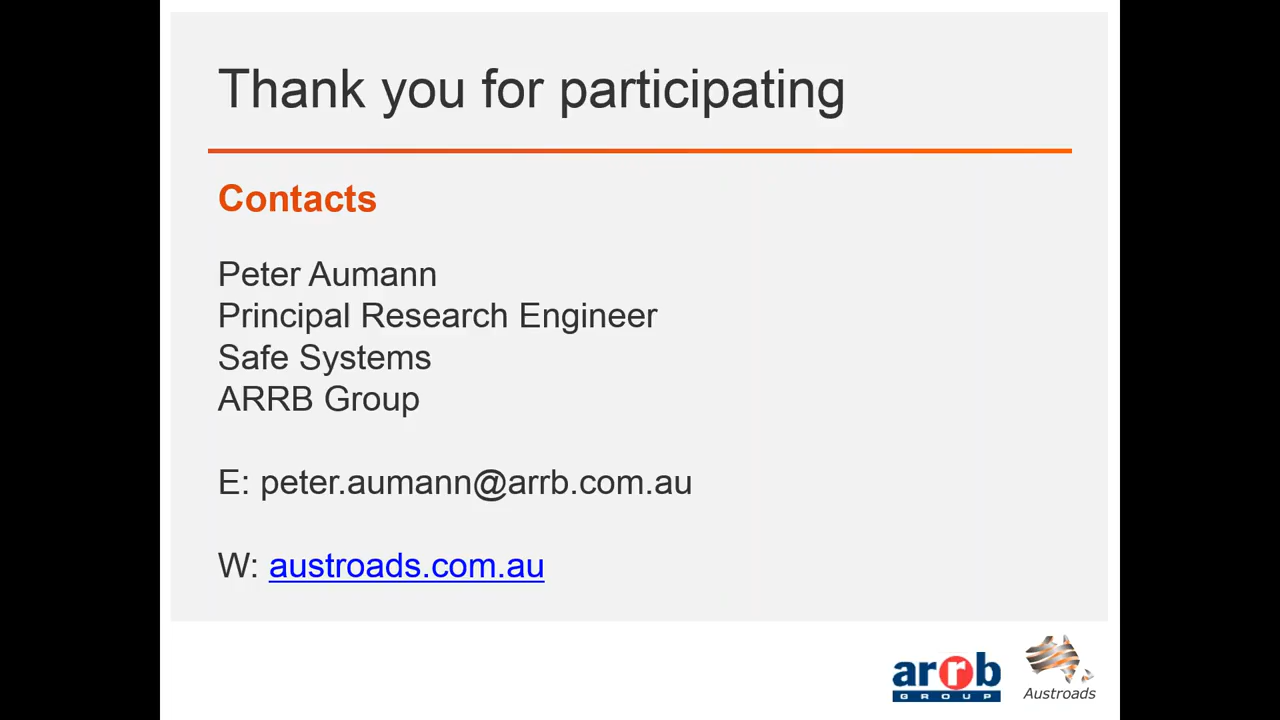 Thank you for participating
Contacts
Peter Aumann
Principal Research Engineer
Safe Systems
ARRB Group
E: peter.aumann@arrb.com.au
W: austroads.com.au
arrb
GROUP
Austroads